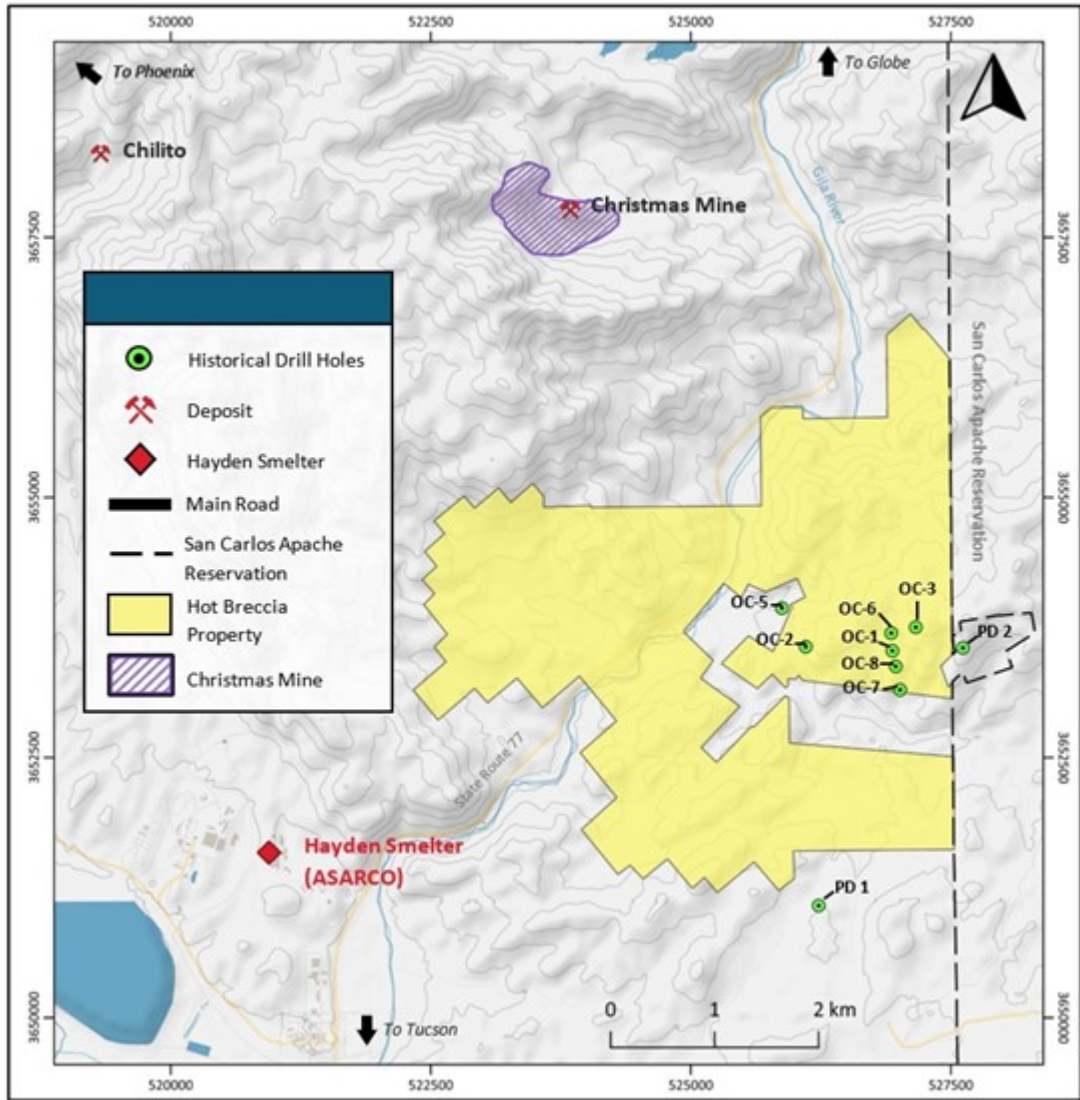 520000
522500
525000
527500
To Phoenix
To Globe
Chilito
Gila River
Christmas Mine
3657500
3657500
Historical Drill Holes
Deposit
Hayden Smelter
Main Road
San Carlos Apache
Reservation
Hot Breccia
Property
Christmas Mine
San Carlos Apache Reservation
3655000
3655000
OC-3
OC-5
OC-6
OC-2
OC-1
PD 2
OC-8
OC-7
3652500
3652500
State Route 77
Hayden Smelter
(ASARCO)
PD 1
0
1
2 km
3650000
3650000
To Tucson
520000
522500
525000
527500